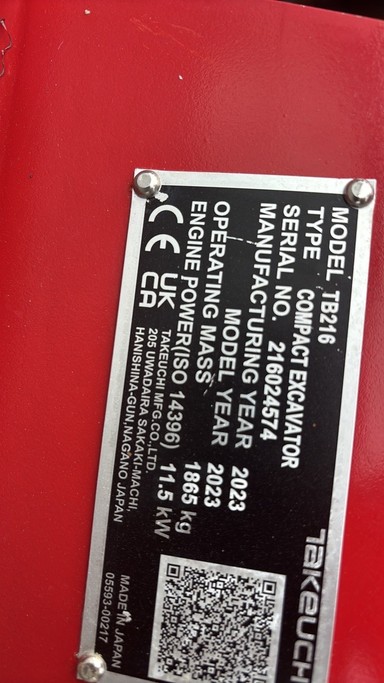 MODEL TB216
TYPE COMPACT EXCAVATOR
SERIAL NO. 216024574
MANUFACTURING YEAR 2023
MODEL YEAR 2023
OPERATING MASS 1865 kg
ENGINE POWER(ISO 14396) 11.5 kW
CE UK CA
TAKEUCHI MFG.CO.,LTD.
205 UWADAIRA SAKAKI-MACHI,
HANISHINA-GUN,NAGANO JAPAN
TAKEUCH
MADE IN JAPAN
05593-00217